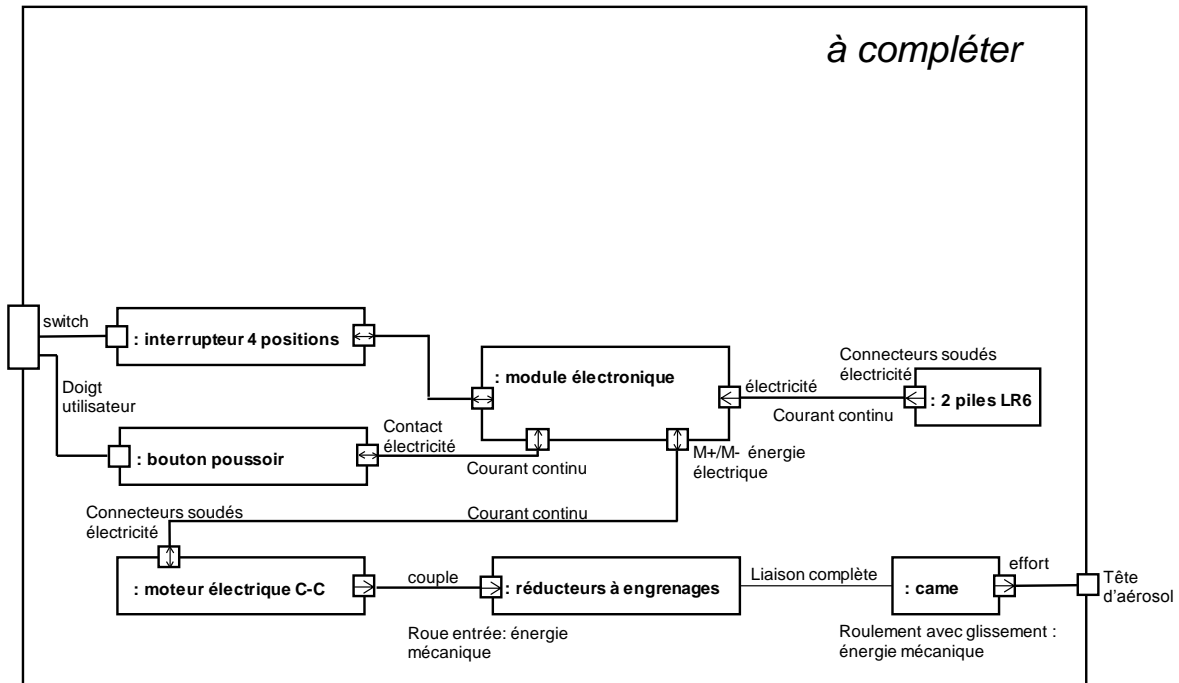 à compléter
switch
: interrupteur 4 positions
Doigt
utilisateur
: module électronique
Connecteurs soudés
électricité
électricité
: 2 piles LR6
Courant continu
Contact
électricité
: bouton poussoir
Courant continu
M+/M- énergie
électrique
Connecteurs soudés
électricité
Courant continu
: moteur électrique C-C
couple
: réducteurs à engrenages
Liaison complète
: came
effort
Tête
d'aérosol
Roue entrée: énergie
mécanique
Roulement avec glissement :
énergie mécanique